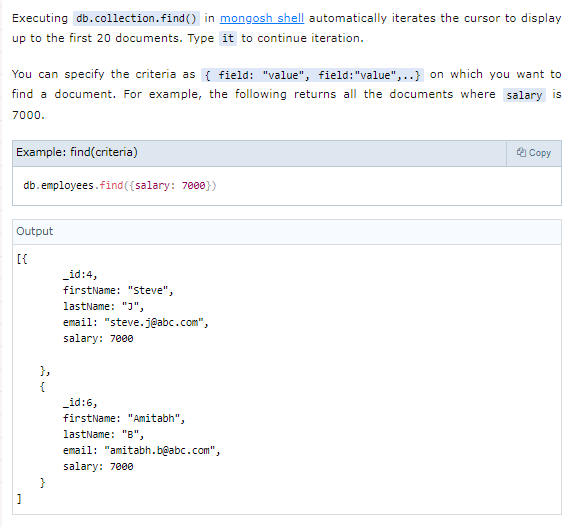 Executing db.collection.find() in mongosh shell automatically iterates the cursor to display
up to the first 20 documents. Type it to continue iteration.
You can specify the criteria as { field: "value", field:"value",..} on which you want to
find a document. For example, the following returns all the documents where salary is
7000.
Example: find(criteria)
Copy
db.employees.find({salary: 7000})
Output
[{
_id:4,
firstName: "Steve",
lastName: "J",
email: "steve.j@abc.com",
salary: 7000
},
{
_id:6,
firstName: "Amitabh",
lastName: "B",
email: "amitabh.b@abc.com",
salary: 7000
}
]